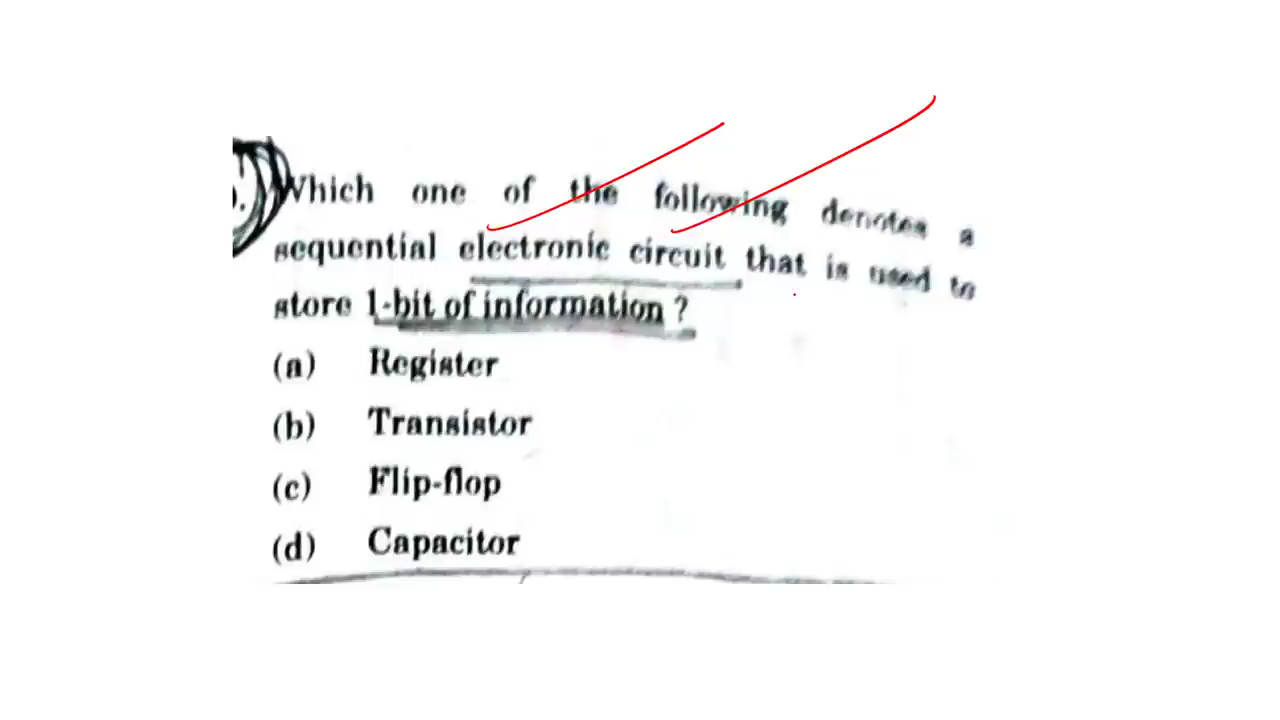 Which one of the following denotes a
sequential electronic circuit that is used to
store 1-bit of information ?
(a) Register
(b) Transistor
(c) Flip-flop
(d) Capacitor